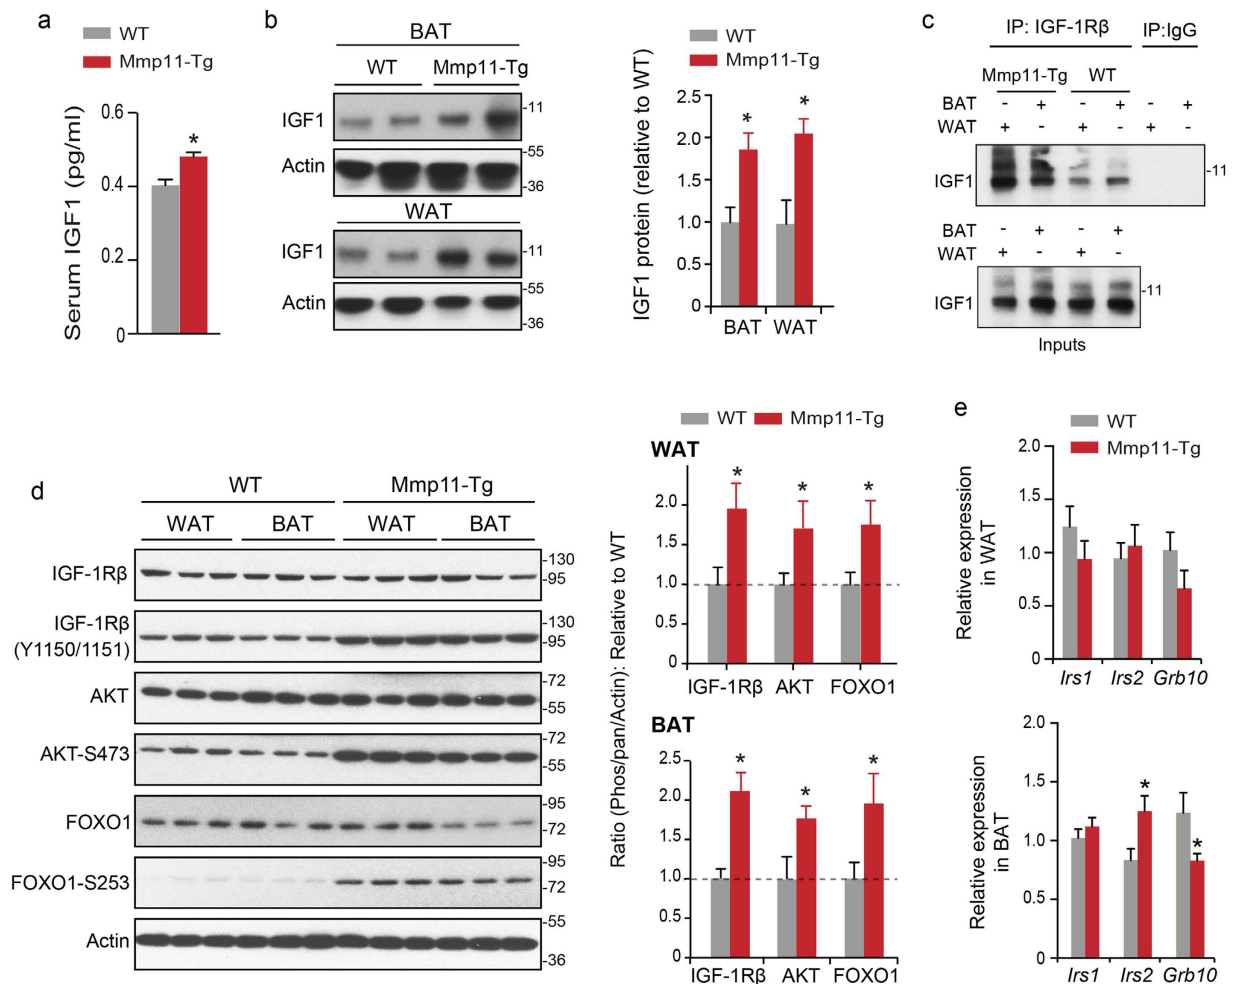 a
WT
Mmp11-Tg
Serum IGF1 (pg/ml)
0.6
0.4
0.2
0
*
b
BAT
WT Mmp11-Tg
IGF1
-11
Actin
-55
-36
WAT
IGF1
-11
Actin
-55
-36
WT
Mmp11-Tg
IGF1 protein (relative to WT)
2.5
2.0
1.5
1.0
0.5
0
* *
BAT WAT
c
IP: IGF-1Rβ IP:IgG
Mmp11-Tg WT
BAT - + - + - +
WAT + - + - + -
IGF1
-11
BAT - + - +
WAT + - + -
IGF1
-11
Inputs
d
WT Mmp11-Tg
WAT BAT WAT BAT
IGF-1Rβ
-130
-95
IGF-1Rβ
(Y1150/1151)
-130
-95
AKT
-72
-55
AKT-S473
-72
-55
FOXO1
-95
-72
FOXO1-S253
-95
-72
Actin
-55
-36
WT Mmp11-Tg
Ratio (Phos/pan/Actin): Relative to WT
WAT
2.0
1.5
1.0
0.5
0
* * *
IGF-1Rβ AKT FOXO1
BAT
2.5
2.0
1.5
1.0
0.5
0
* * *
IGF-1Rβ AKT FOXO1
e
WT
Mmp11-Tg
Relative expression
in WAT
2.0
1.5
1.0
0.5
0
Irs1 Irs2 Grb10
Relative expression
in BAT
2.0
1.5
1.0
0.5
0
* *
Irs1 Irs2 Grb10